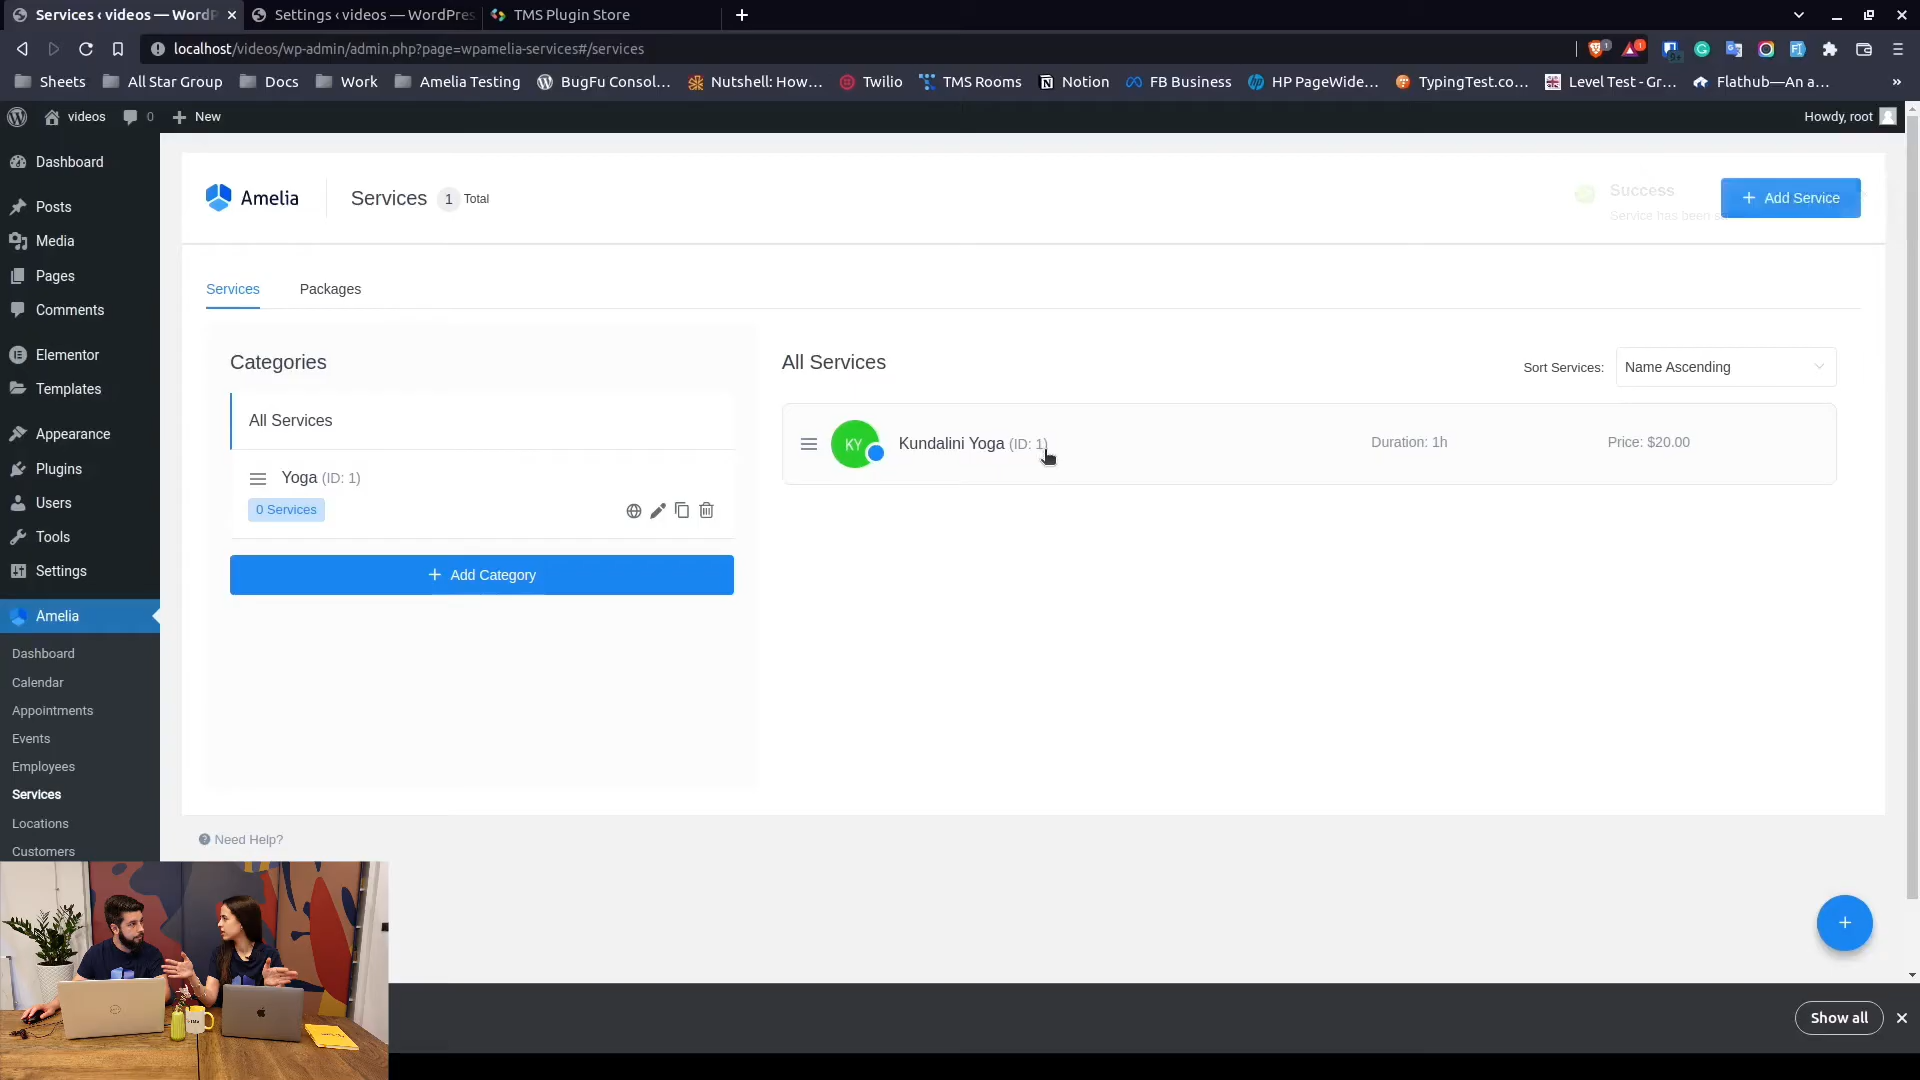 Services ‹ videos — WordP
Settings ‹ videos — WordPres
TMS Plugin Store
localhost/videos/wp-admin/admin.php?page=wpamelia-services#/services
Sheets
All Star Group
Docs
Work
Amelia Testing
BugFu Consol...
Nutshell: How...
Twilio
TMS Rooms
Notion
FB Business
HP PageWide...
TypingTest.co...
Level Test - Gr...
Flathub—An a...
»
videos
0
New
Howdy, root
Dashboard
Posts
Media
Pages
Comments
Elementor
Templates
Appearance
Plugins
Users
Tools
Settings
Amelia
Dashboard
Calendar
Appointments
Events
Employees
Services
Locations
Customers
Amelia
Services 1 Total
Success
Service has been s
+ Add Service
Services
Packages
Categories
All Services
Yoga (ID: 1)
0 Services
+ Add Category
All Services
Sort Services: Name Ascending
KY
Kundalini Yoga (ID: 1)
Duration: 1h
Price: $20.00
Need Help?
Show all